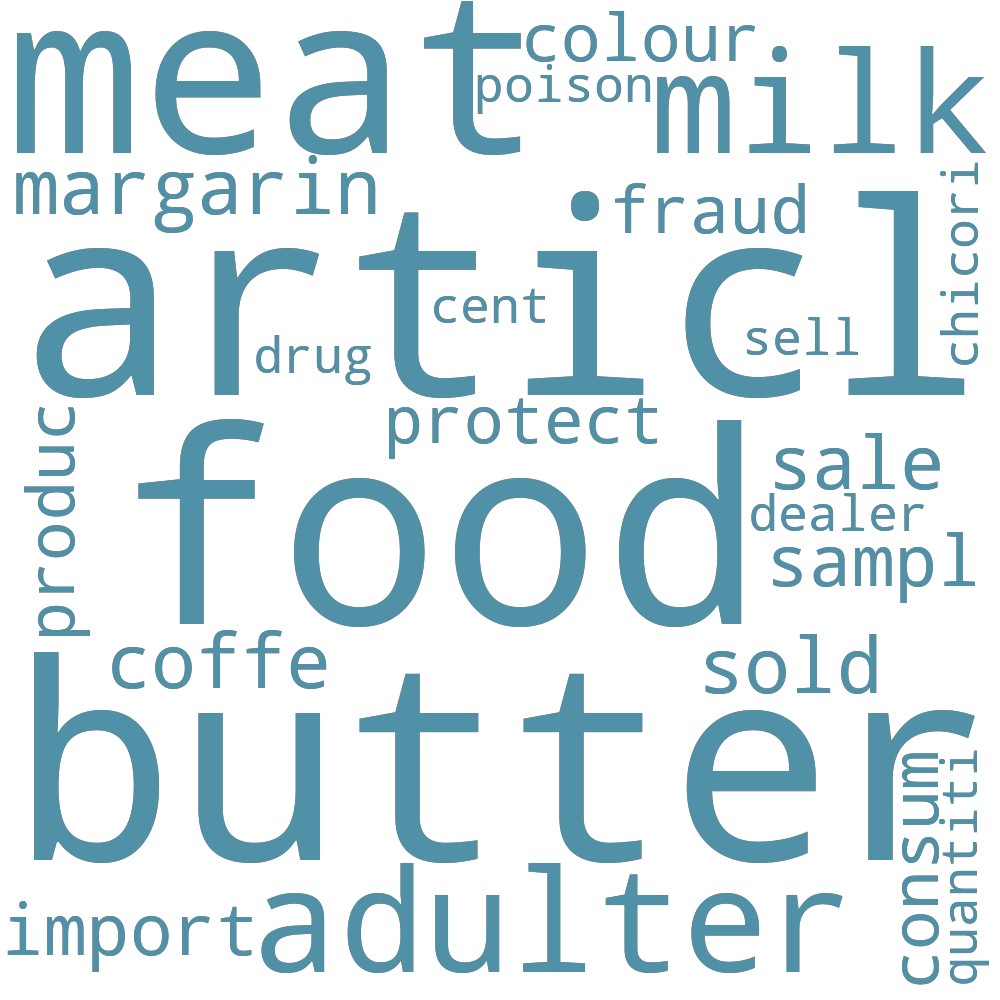 meat
colour
poison
milk
margarin
fraud
chicori
articl
cent
sell
drug
protect
produc
food
sale
dealer
sampl
coffe
sold
butter
consum
quantiti
import
adulter